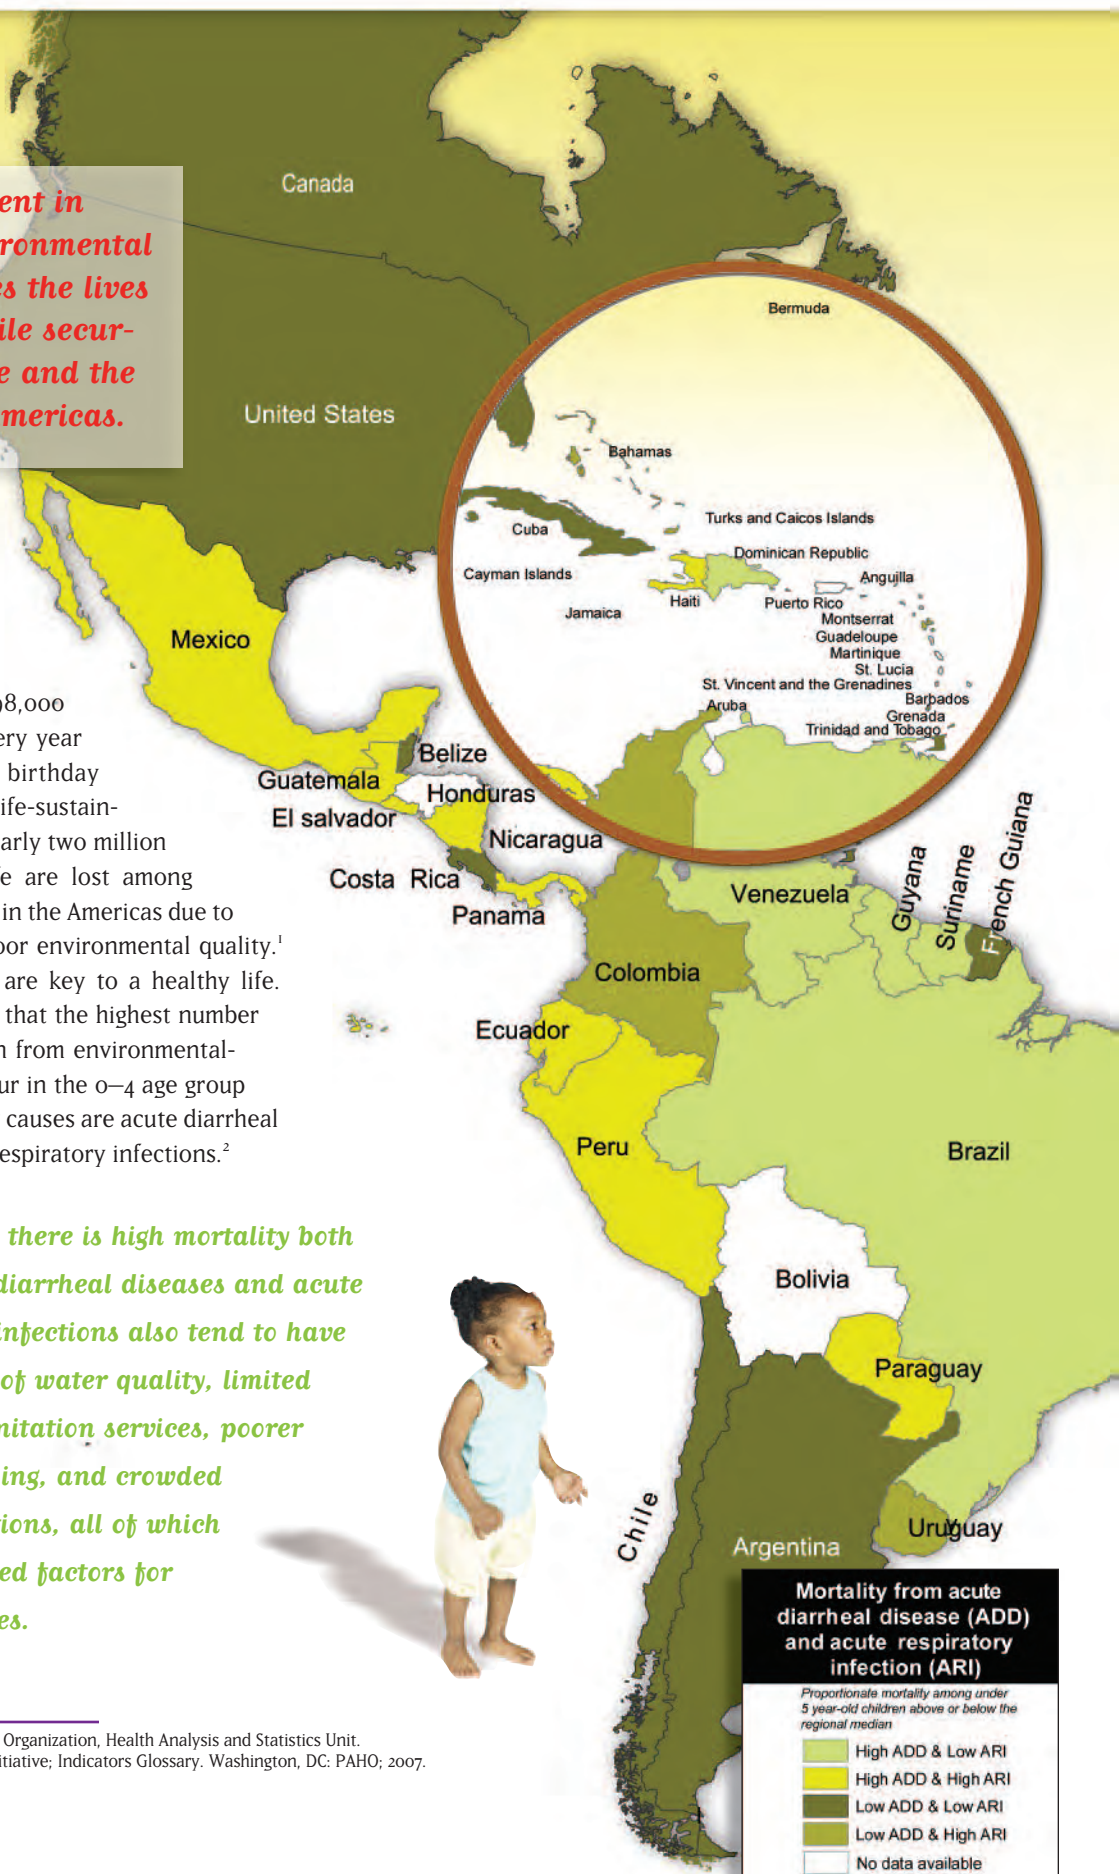 Canada
ent in
ronmental
es the lives
ile secur-
e and the
mericas.
United States
Bermuda
Bahamas
Turks and Caicos Islands
Cuba
Dominican Republic
Cayman Islands
Anguilla
Haiti
Puerto Rico
Jamaica
Montserrat
Guadeloupe
Martinique
St. Lucia
St. Vincent and the Grenadines
Barbados
Aruba
Grenada
Trinidad and Tobago
Mexico
Belize
Guatemala
Honduras
El salvador
Nicaragua
Costa Rica
Panama
98,000
ery year
birthday
ife-sustain-
arly two million
e are lost among
in the Americas due to
oor environmental quality.¹
are key to a healthy life.
that the highest number
n from environmental-
ur in the 0–4 age group
causes are acute diarrheal
espiratory infections.²
Venezuela
Guyana
Suriname
French Guiana
Colombia
Ecuador
Peru
Brazil
Bolivia
Paraguay
Chile
Uruguay
Argentina
there is high mortality both
diarrheal diseases and acute
infections also tend to have
of water quality, limited
nitation services, poorer
ing, and crowded
ions, all of which
ed factors for
es.
Organization, Health Analysis and Statistics Unit.
itiative; Indicators Glossary. Washington, DC: PAHO; 2007.
Mortality from acute
diarrheal disease (ADD)
and acute respiratory
infection (ARI)
Proportionate mortality among under
5 year-old children above or below the
regional median
High ADD & Low ARI
High ADD & High ARI
Low ADD & Low ARI
Low ADD & High ARI
No data available